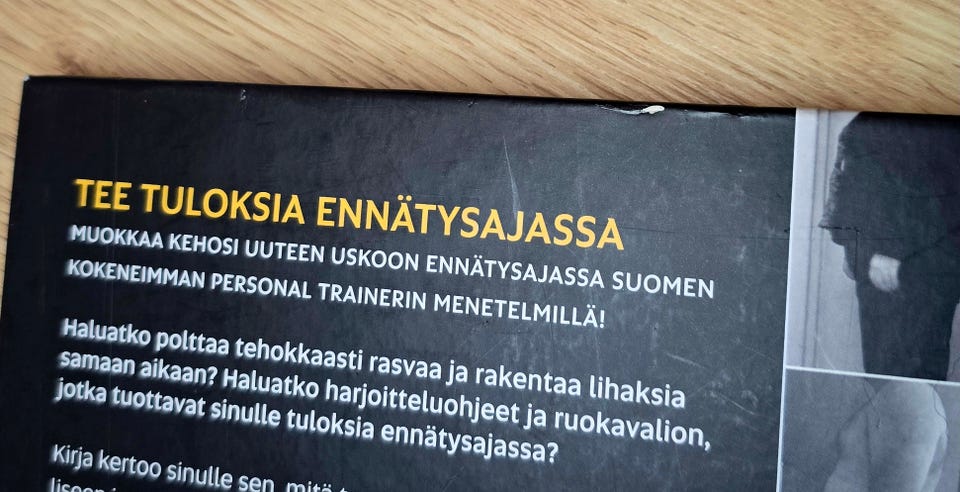 TEE TULOKSIA ENNÄTYSAJASSA
MUOKKAA KEHOSI UUTEEN USKOON ENNÄTYSAJASSA SUOMEN
KOKENEIMMAN PERSONAL TRAINERIN MENETELMILLÄ!
Haluatko polttaa tehokkaasti rasvaa ja rakentaa lihaksia
samaan aikaan? Haluatko harjoitteluohjeet ja ruokavalion,
jotka tuottavat sinulle tuloksia ennätysajassa?
Kirja kertoo sinulle sen, mitä